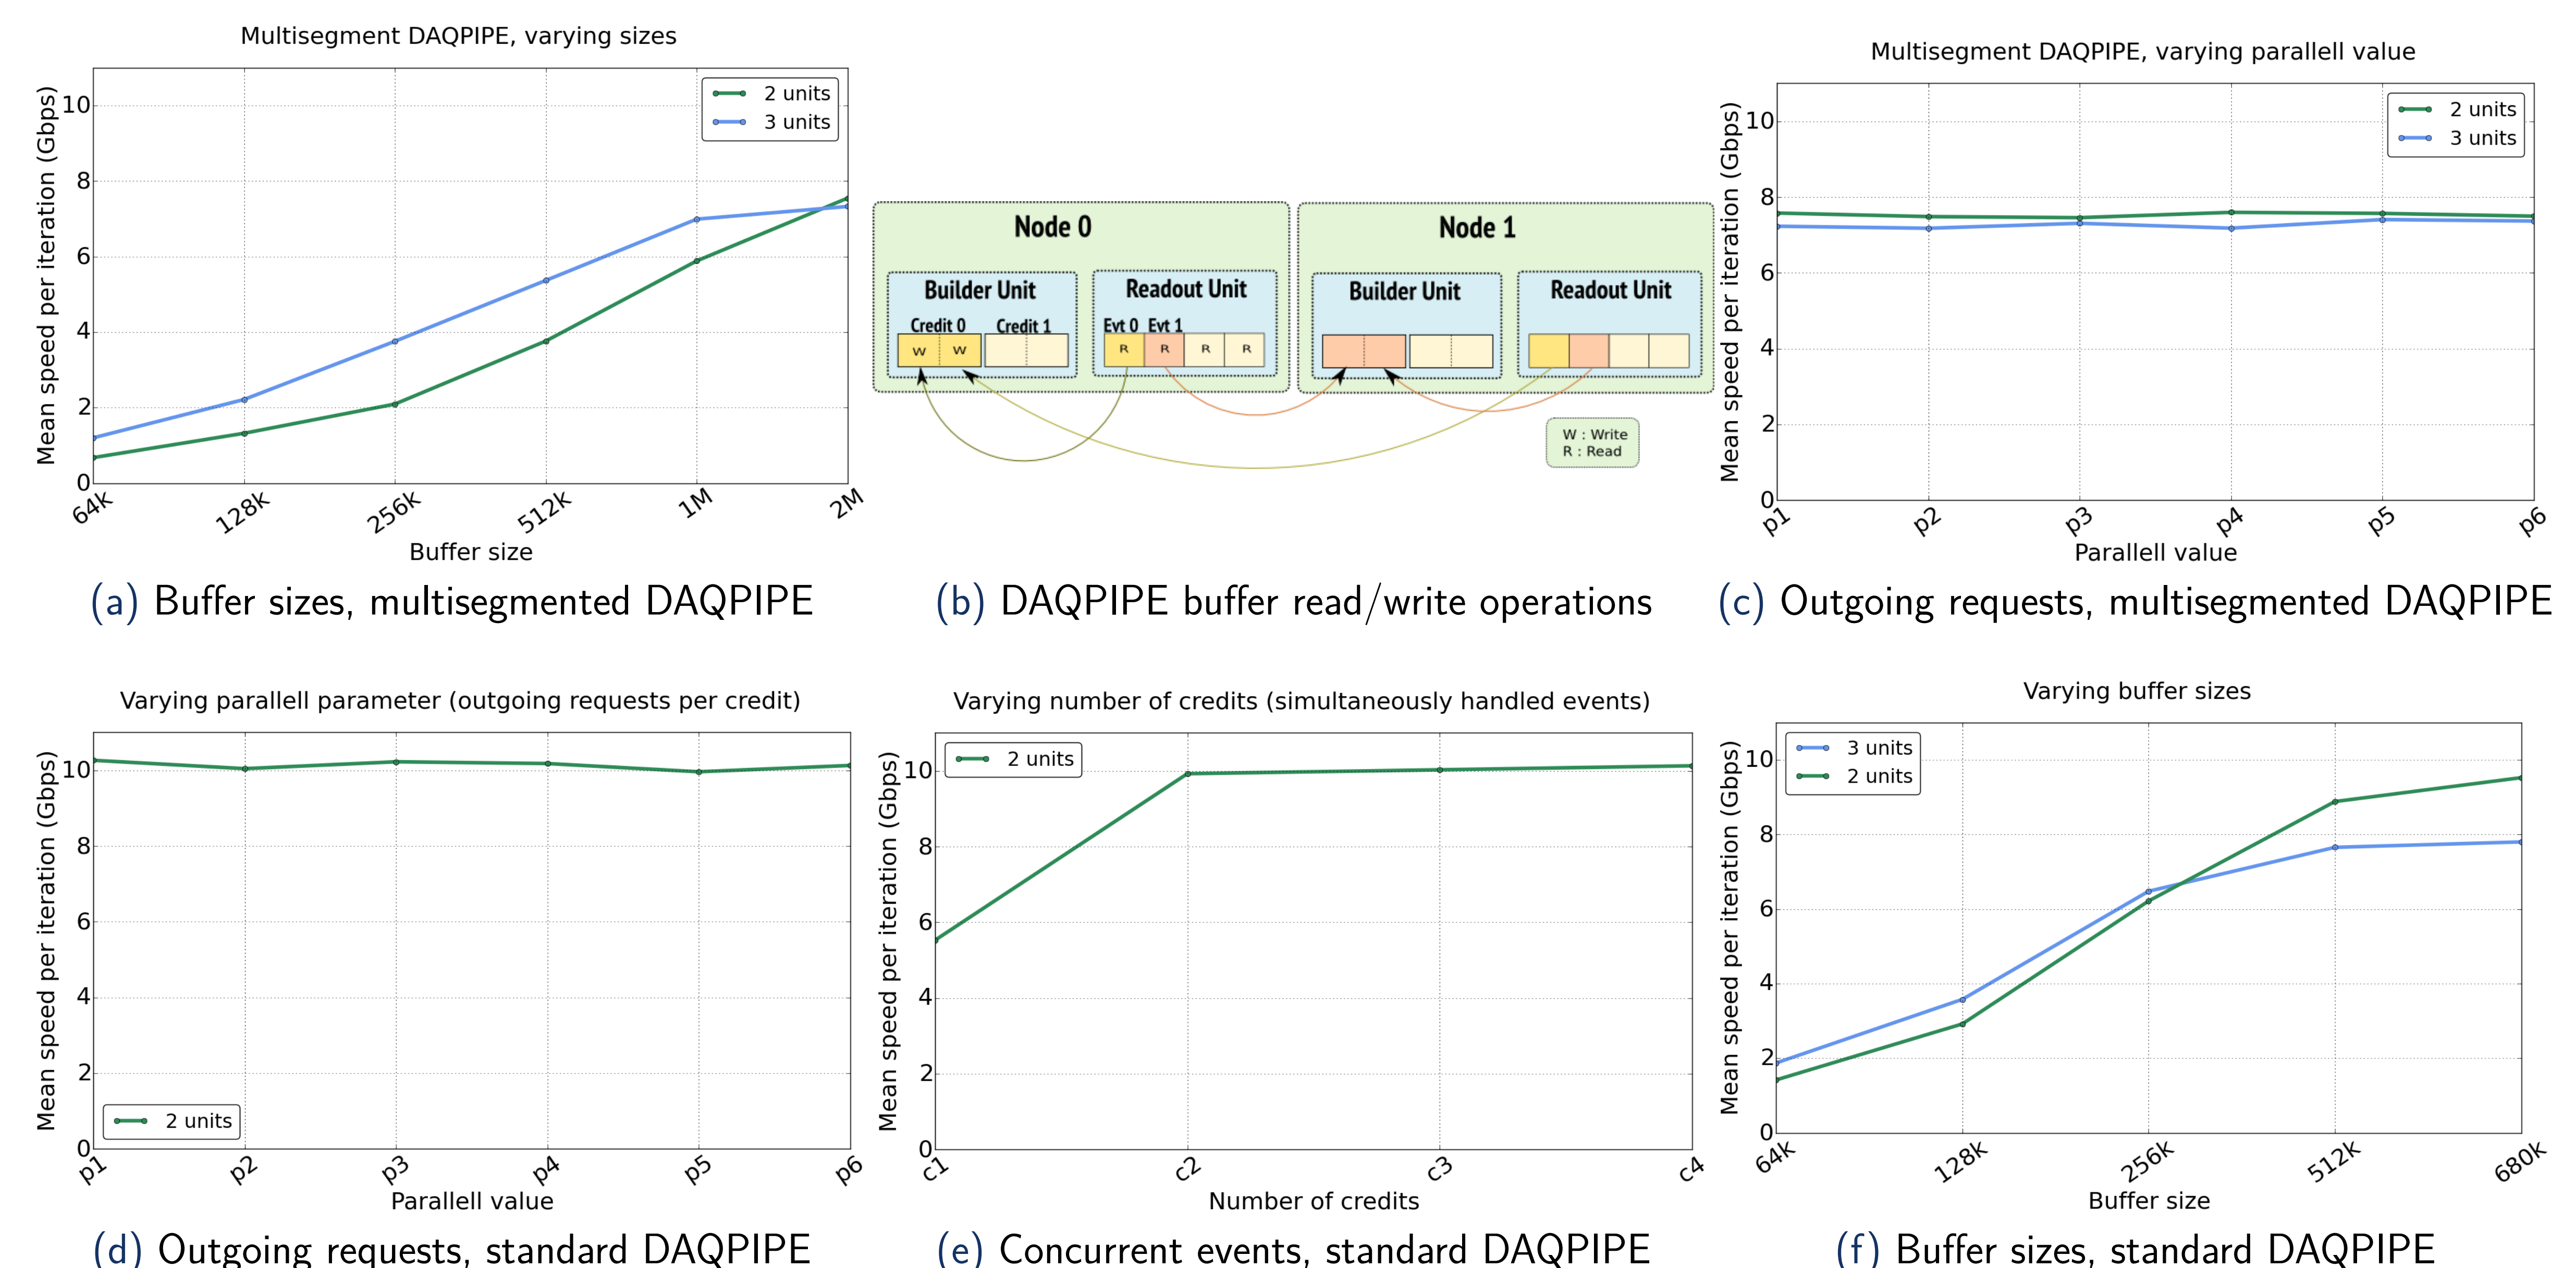 Multisegment DAQPIPE, varying sizes
Mean speed per iteration (Gbps)
10
8
6
4
2
0
2 units
3 units
64k
128k
256k
512k
1M
2M
Buffer size
(a) Buffer sizes, multisegmented DAQPIPE
Node 0
Builder Unit
Credit 0
Credit 1
W
W
Readout Unit
Evt 0
Evt 1
R
R
R
R
Node 1
Builder Unit
Readout Unit
W : Write
R : Read
(b) DAQPIPE buffer read/write operations
Multisegment DAQPIPE, varying parallell value
Mean speed per iteration (Gbps)
10
8
6
4
2
0
2 units
3 units
p1
p2
p3
p4
p5
p6
Parallell value
(c) Outgoing requests, multisegmented DAQPIPE
Varying parallell parameter (outgoing requests per credit)
Mean speed per iteration (Gbps)
10
8
6
4
2
0
2 units
p1
p2
p3
p4
p5
p6
Parallell value
(d) Outgoing requests, standard DAQPIPE
Varying number of credits (simultaneously handled events)
Mean speed per iteration (Gbps)
10
8
6
4
2
0
2 units
c1
c2
c3
c4
Number of credits
(e) Concurrent events, standard DAQPIPE
Varying buffer sizes
Mean speed per iteration (Gbps)
10
8
6
4
2
0
3 units
2 units
64k
128k
256k
512k
680k
Buffer size
(f) Buffer sizes, standard DAQPIPE